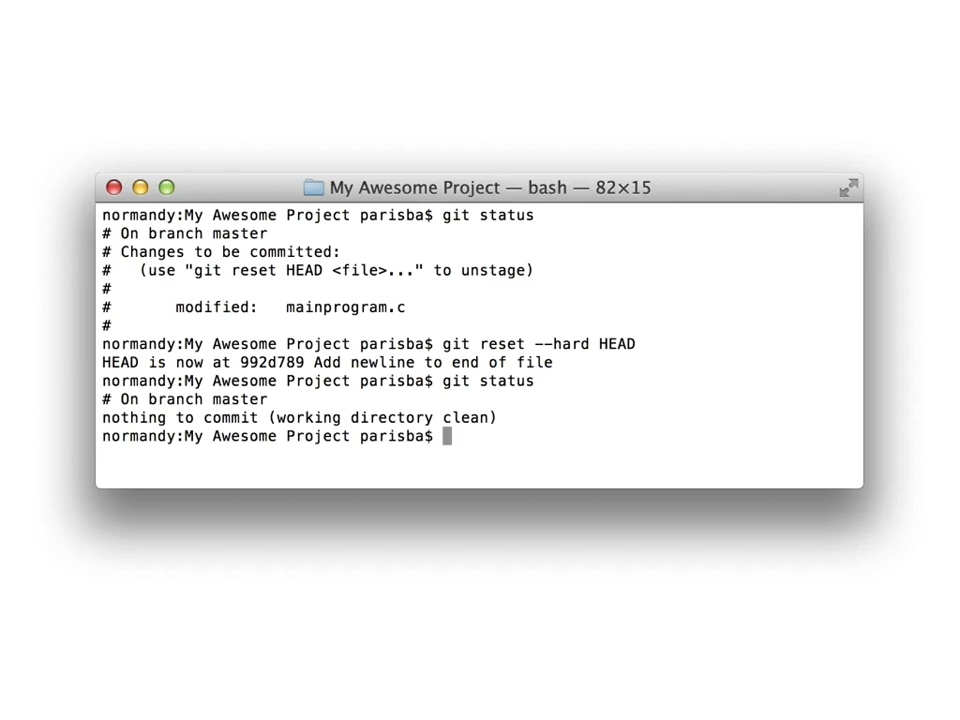 My Awesome Project — bash — 82×15
normandy:My Awesome Project parisba$ git status
# On branch master
# Changes to be committed:
#   (use "git reset HEAD <file>..." to unstage)
#
#       modified:   mainprogram.c
#
normandy:My Awesome Project parisba$ git reset --hard HEAD
HEAD is now at 992d789 Add newline to end of file
normandy:My Awesome Project parisba$ git status
# On branch master
nothing to commit (working directory clean)
normandy:My Awesome Project parisba$